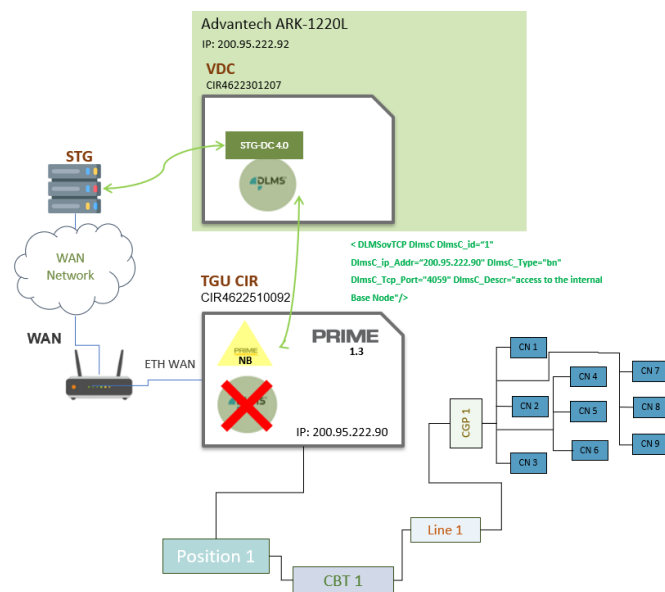 Advantech ARK-1220L
IP: 200.95.222.92
VDC
CIR4622301207
STG-DC 4.0
DLMS
STG
WAN
Network
< DLMSovTCP DlmsC DlmsC_id="1"
DlmsC_ip_Addr="200.95.222.90" DlmsC_Type="bn"
DlmsC_Tcp_Port="4059" DlmsC_Descr="access to the internal
Base Node"/>
TGU CIR
CIR4622510092
WAN
ETH WAN
PRIME
NB
PRIME
1.3
DLMS
IP: 200.95.222.90
CGP 1
CN 1
CN 2
CN 3
CN 4
CN 5
CN 6
CN 7
CN 8
CN 9
Position 1
CBT 1
Line 1